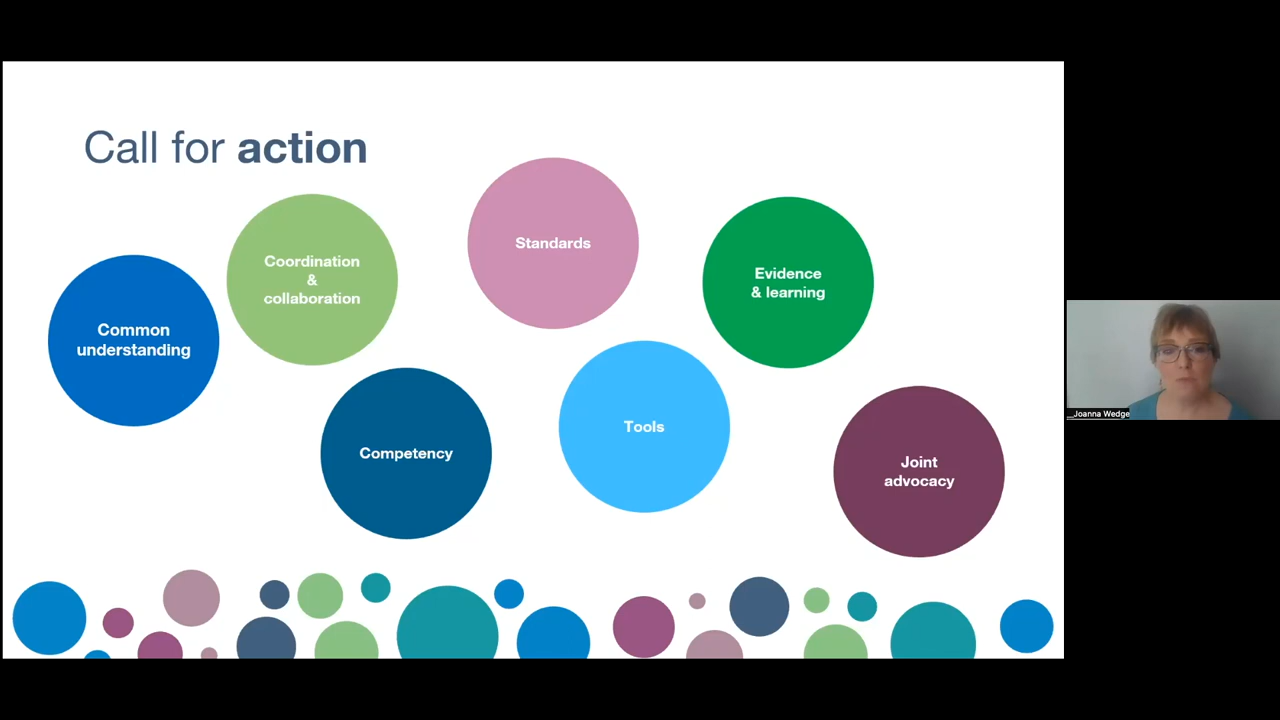 Call for action
Common
understanding
Coordination
&
collaboration
Standards
Evidence
& learning
Competency
Tools
Joint
advocacy
Joanna Wedge